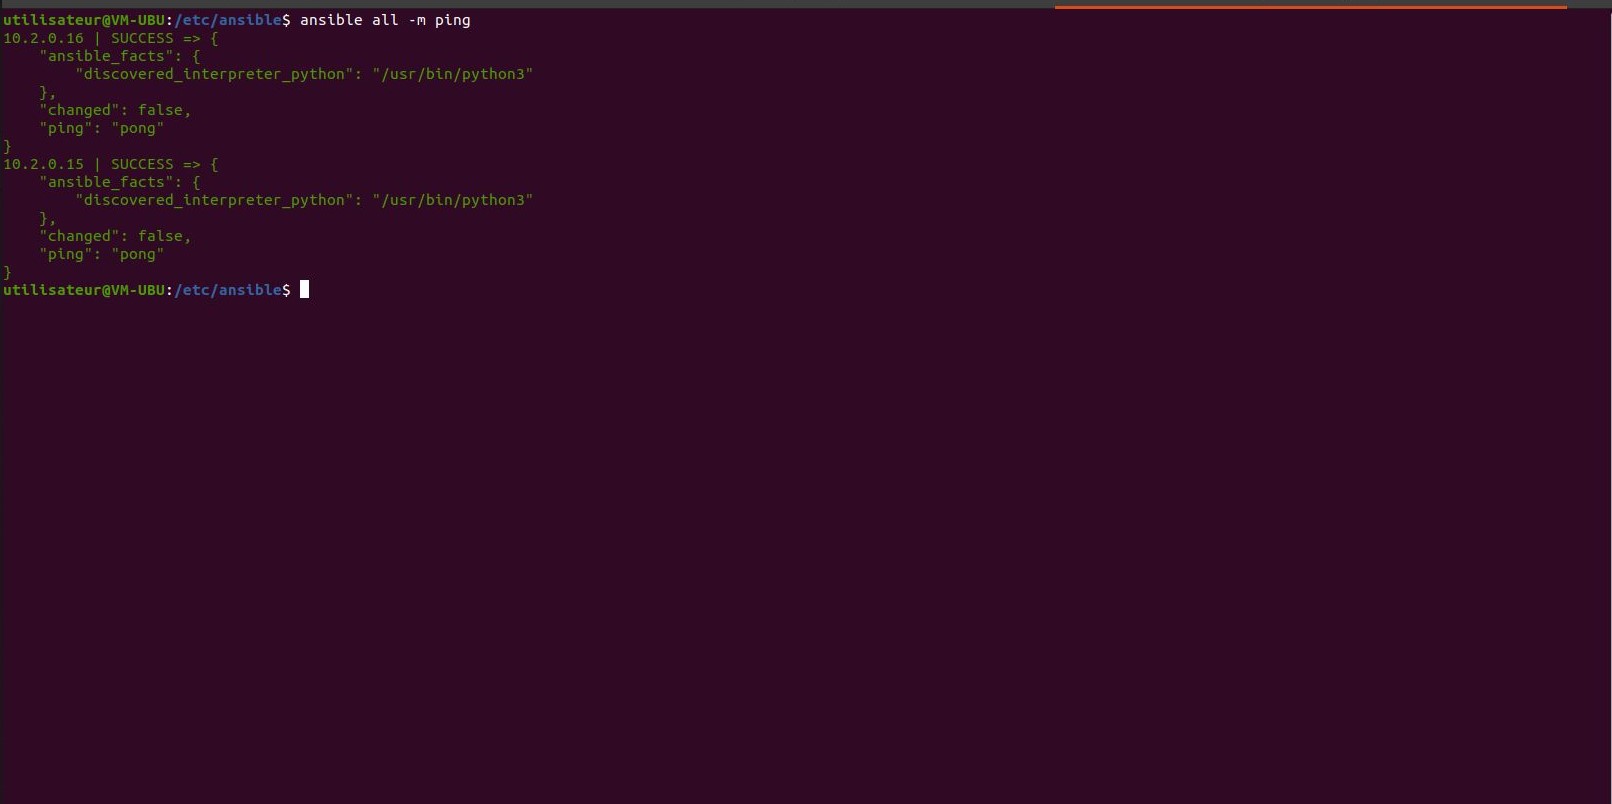 utilisateur@VM-UBU:/etc/ansible$ ansible all -m ping
10.2.0.16 | SUCCESS => {
    "ansible_facts": {
        "discovered_interpreter_python": "/usr/bin/python3"
    },
    "changed": false,
    "ping": "pong"
}
10.2.0.15 | SUCCESS => {
    "ansible_facts": {
        "discovered_interpreter_python": "/usr/bin/python3"
    },
    "changed": false,
    "ping": "pong"
}
utilisateur@VM-UBU:/etc/ansible$